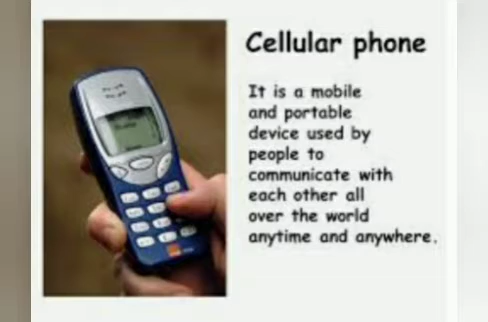 Cellular phone
It is a mobile
and portable
device used by
people to
communicate with
each other all
over the world
anytime and anywhere.